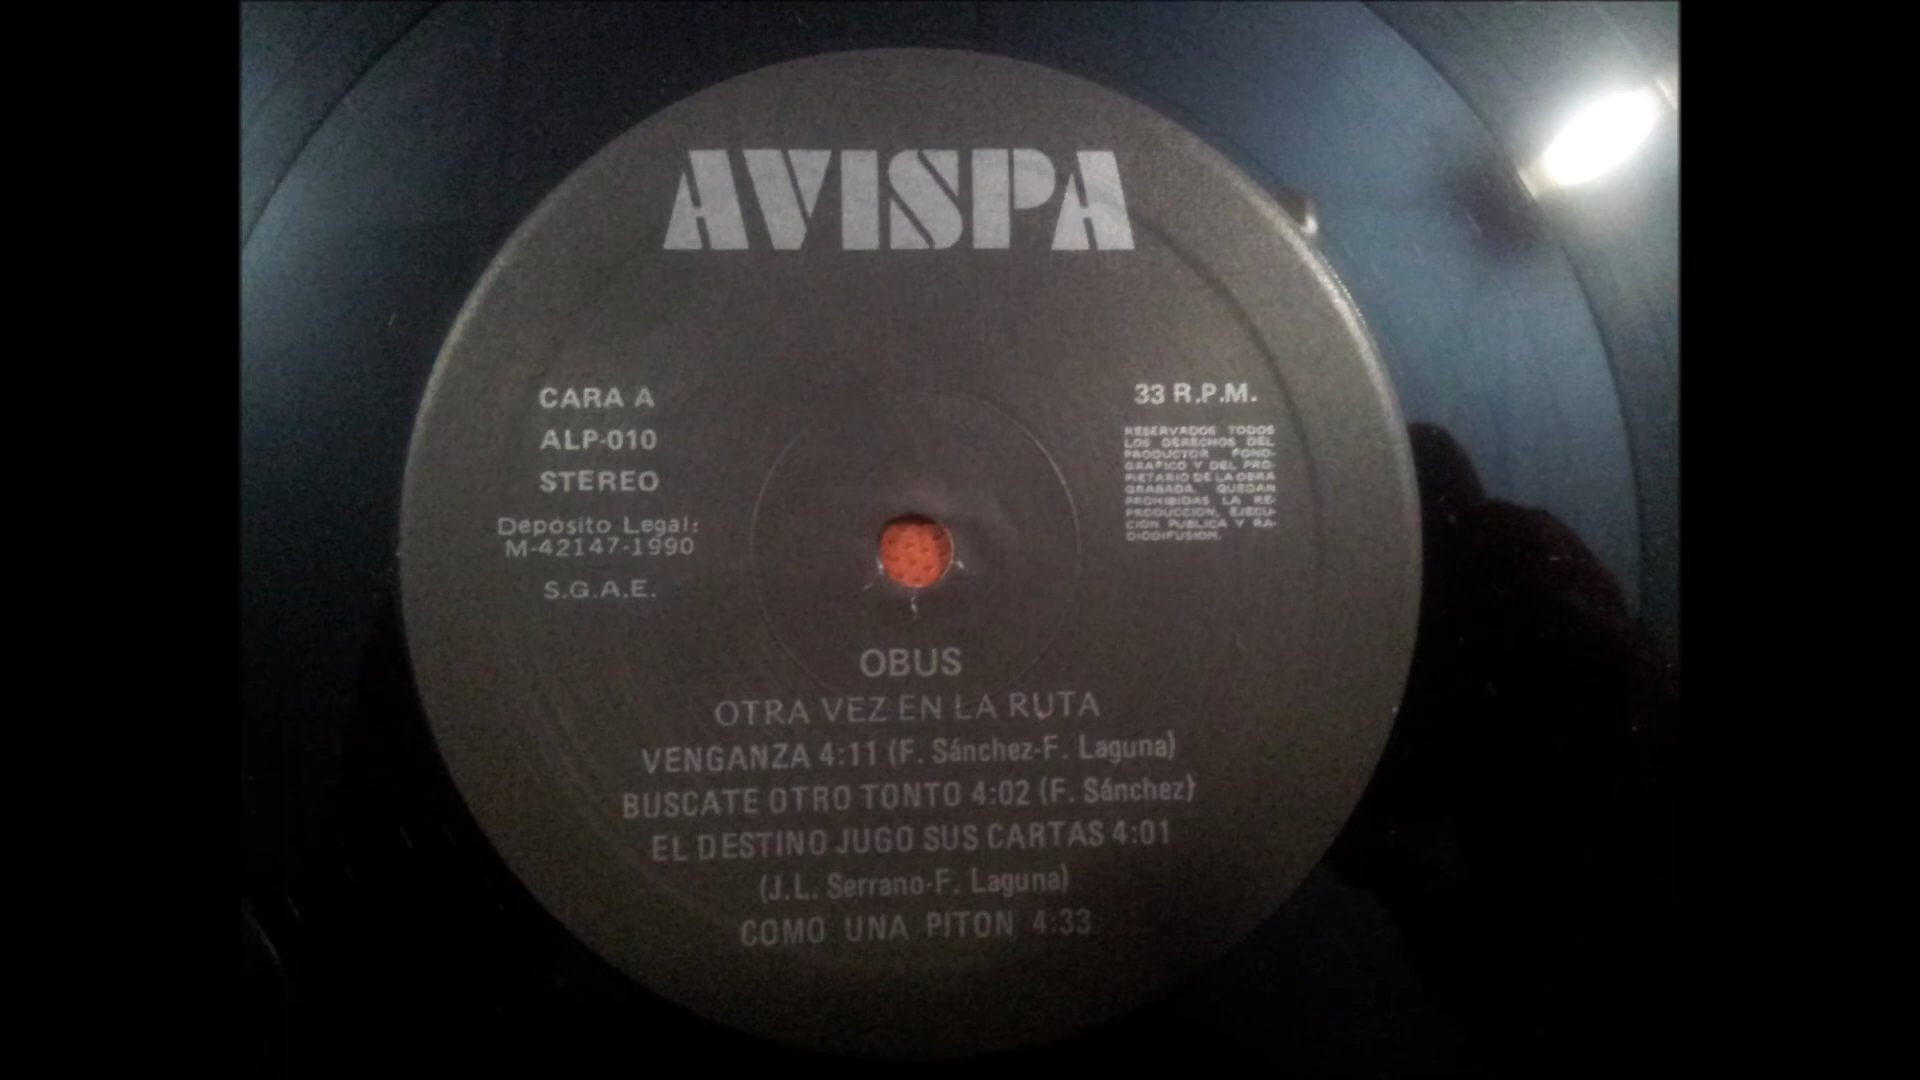 AVISPA
CARA A
ALP-010
STEREO
Depósito Legal:
M-42147-1990
S.G.A.E.
33 R.P.M.
RESERVADOS TODOS
LOS DERECHOS DEL
PRODUCTOR FONO-
GRAFICO Y DEL PRO-
PIETARIO DE LA OBRA
GRABADA. QUEDAN
PROHIBIDAS LA RE-
PRODUCCION, EJECU-
CION PUBLICA Y RA-
DIODIFUSION.
OBUS
OTRA VEZ EN LA RUTA
VENGANZA 4:11 (F. Sánchez-F. Laguna)
BUSCATE OTRO TONTO 4:02 (F. Sánchez)
EL DESTINO JUGO SUS CARTAS 4:01
(J.L. Serrano-F. Laguna)
COMO UNA PITON 4:33